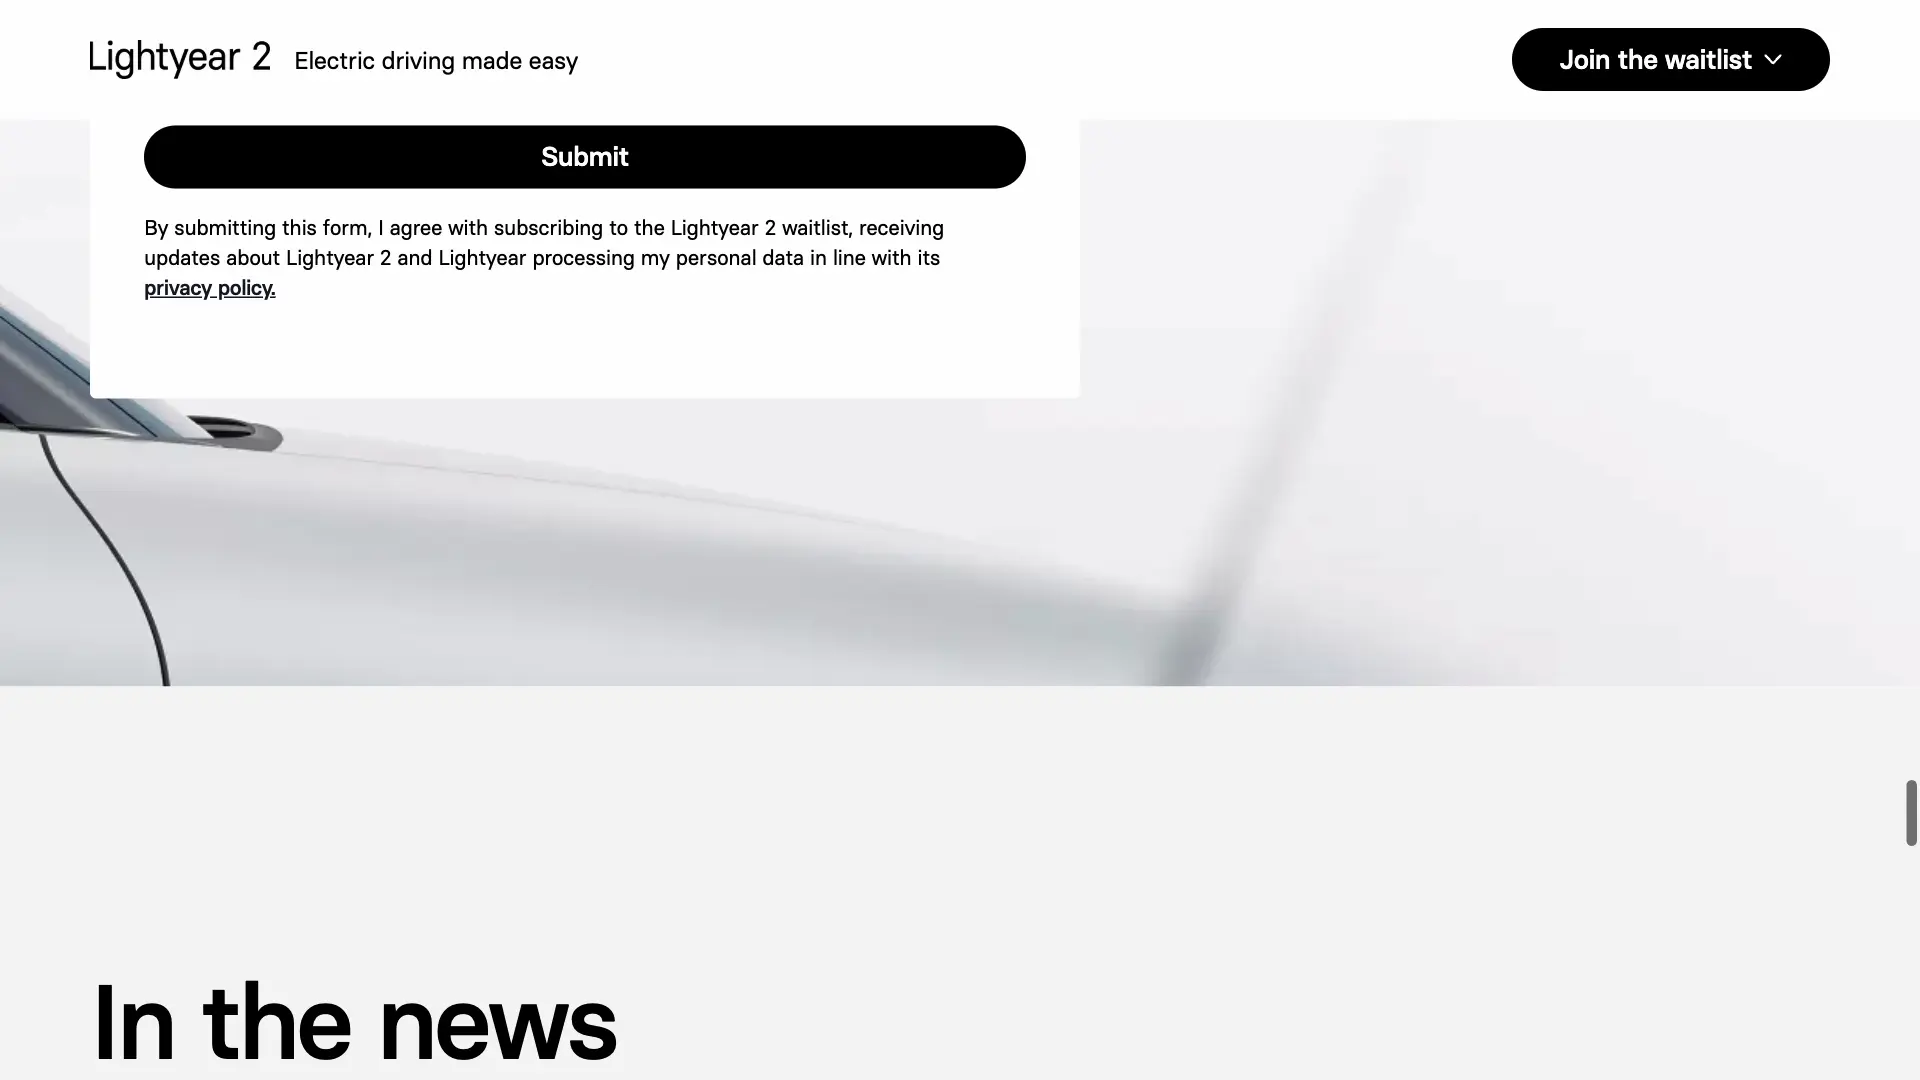 Lightyear 2 Electric driving made easy
Join the waitlist
Submit
By submitting this form, I agree with subscribing to the Lightyear 2 waitlist, receiving
updates about Lightyear 2 and Lightyear processing my personal data in line with its
privacy policy.
In the news